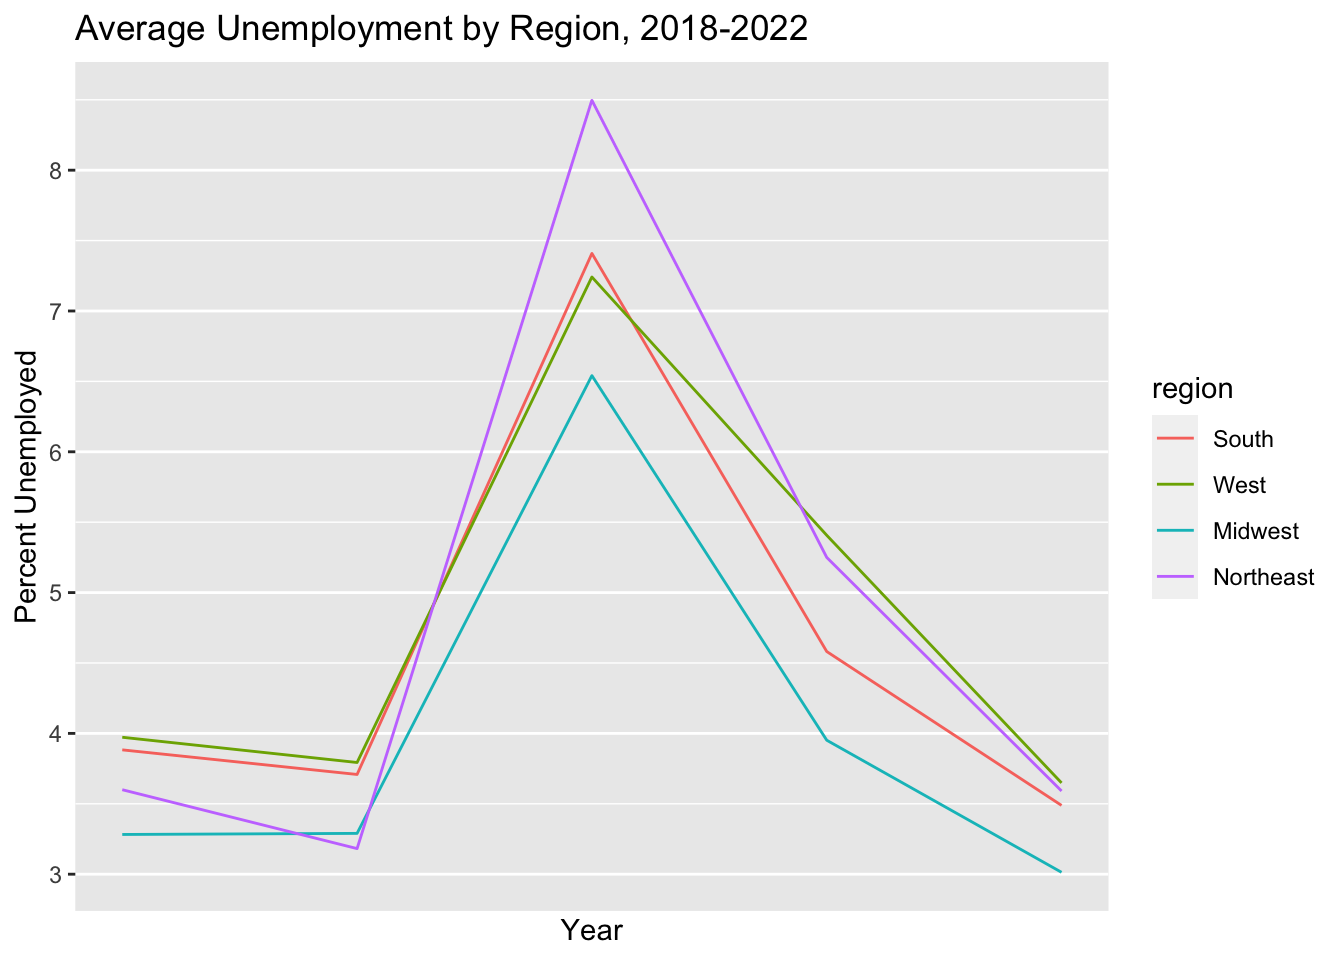 Average Unemployment by Region, 2018-2022
8
7
6
5
4
3
Percent Unemployed
Year
region
South
West
Midwest
Northeast